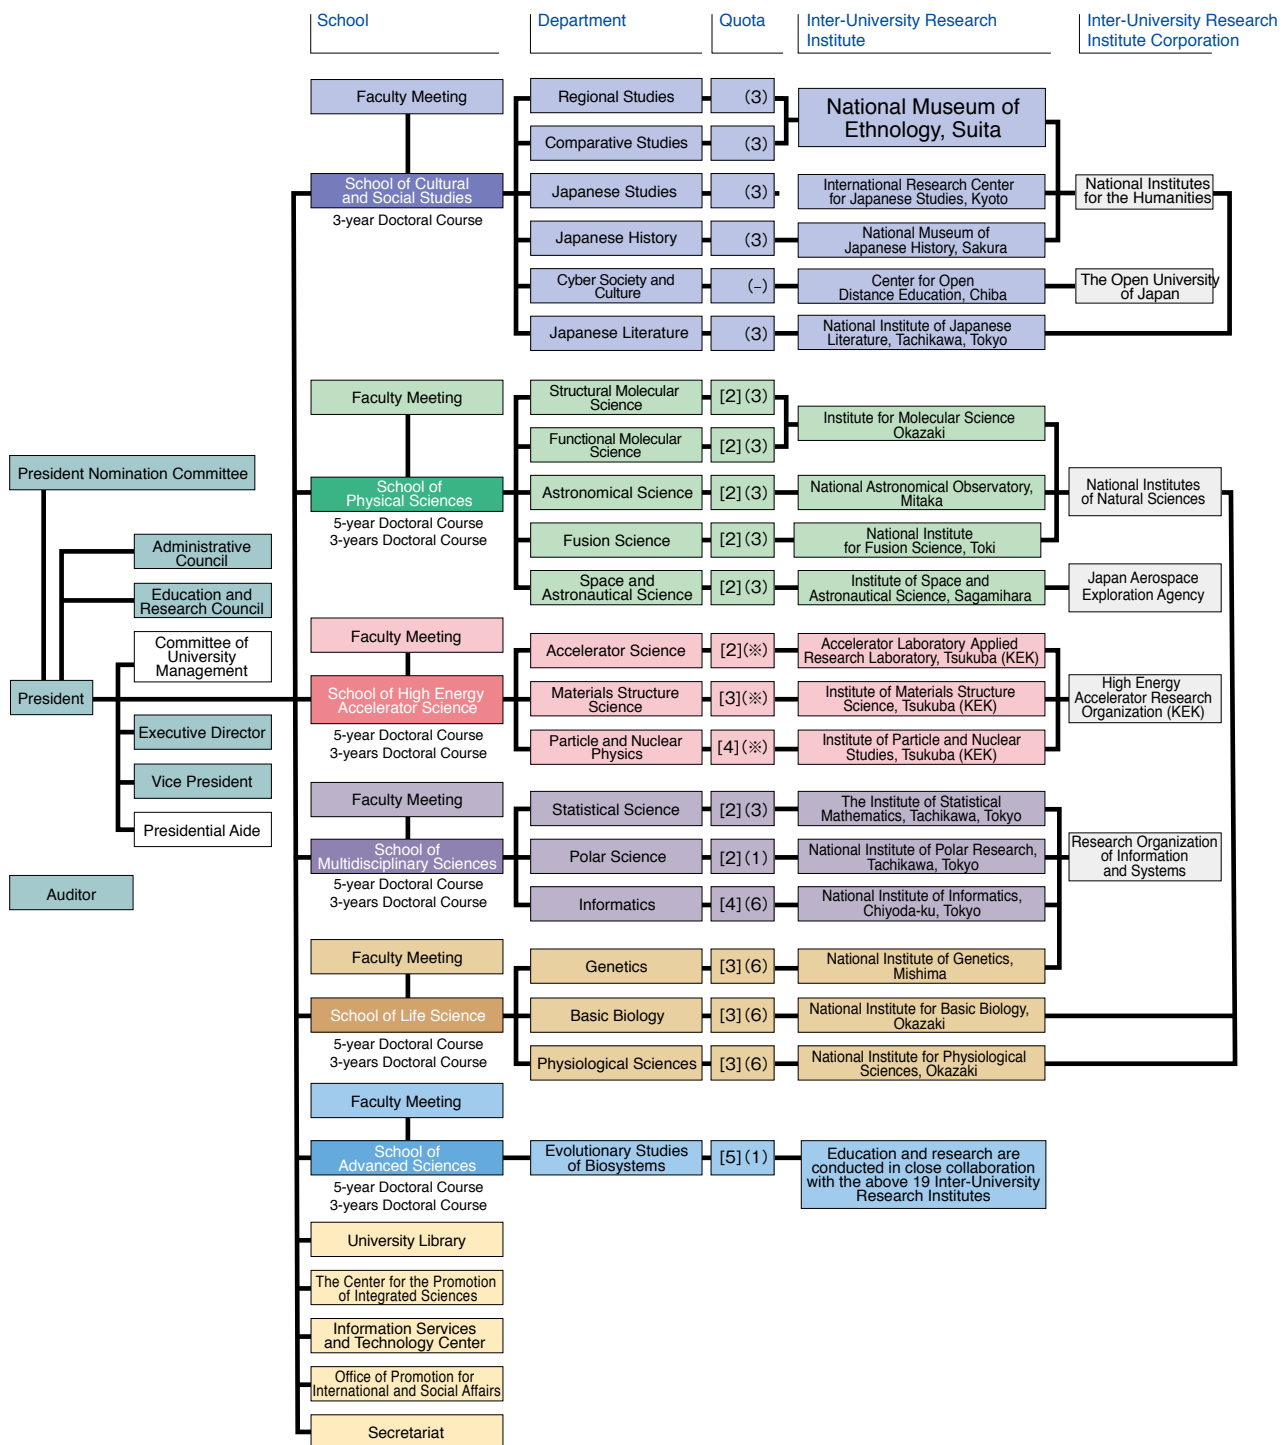 School
Department
Quota
Inter-University Research
Institute
Inter-University Research
Institute Corporation
Faculty Meeting
School of Cultural
and Social Studies
3-year Doctoral Course
Regional Studies
(3)
Comparative Studies
(3)
National Museum of
Ethnology, Suita
Japanese Studies
(3)
International Research Center
for Japanese Studies, Kyoto
Japanese History
(3)
National Museum of
Japanese History, Sakura
National Institutes
for the Humanities
Cyber Society and
Culture
(–)
Center for Open
Distance Education, Chiba
The Open University
of Japan
Japanese Literature
(3)
National Institute of Japanese
Literature, Tachikawa, Tokyo
Faculty Meeting
School of
Physical Sciences
5-year Doctoral Course
3-years Doctoral Course
Structural Molecular
Science
[2](3)
Functional Molecular
Science
[2](3)
Institute for Molecular Science
Okazaki
Astronomical Science
[2](3)
National Astronomical Observatory,
Mitaka
National Institutes
of Natural Sciences
Fusion Science
[2](3)
National Institute
for Fusion Science, Toki
Space and
Astronautical Science
[2](3)
Institute of Space and
Astronautical Science, Sagamihara
Japan Aerospace
Exploration Agency
President Nomination Committee
Administrative
Council
Education and
Research Council
Committee of
University
Management
President
Executive Director
Vice President
Presidential Aide
Auditor
Faculty Meeting
School of High Energy
Accelerator Science
5-year Doctoral Course
3-years Doctoral Course
Accelerator Science
[2](※)
Accelerator Laboratory Applied
Research Laboratory, Tsukuba (KEK)
Materials Structure
Science
[3](※)
Institute of Materials Structure
Science, Tsukuba (KEK)
Particle and Nuclear
Physics
[4](※)
Institute of Particle and Nuclear
Studies, Tsukuba (KEK)
High Energy
Accelerator Research
Organization (KEK)
Faculty Meeting
School of
Multidisciplinary Sciences
5-year Doctoral Course
3-years Doctoral Course
Statistical Science
[2](3)
The Institute of Statistical
Mathematics, Tachikawa, Tokyo
Polar Science
[2](1)
National Institute of Polar Research,
Tachikawa, Tokyo
Informatics
[4](6)
National Institute of Informatics,
Chiyoda-ku, Tokyo
Research Organization
of Information
and Systems
Faculty Meeting
School of Life Science
5-year Doctoral Course
3-years Doctoral Course
Genetics
[3](6)
National Institute of Genetics,
Mishima
Basic Biology
[3](6)
National Institute for Basic Biology,
Okazaki
Physiological Sciences
[3](6)
National Institute for Physiological
Sciences, Okazaki
Faculty Meeting
School of
Advanced Sciences
5-year Doctoral Course
3-years Doctoral Course
Evolutionary Studies
of Biosystems
[5](1)
Education and research are
conducted in close collaboration
with the above 19 Inter-University
Research Institutes
University Library
The Center for the Promotion
of Integrated Sciences
Information Services
and Technology Center
Office of Promotion for
International and Social Affairs
Secretariat